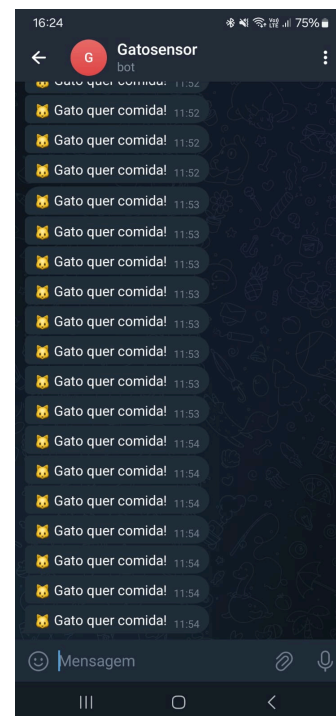 16:24 75%
G Gatosensor
bot
🐱 Gato quer comida! 11:52
🐱 Gato quer comida! 11:52
🐱 Gato quer comida! 11:52
🐱 Gato quer comida! 11:52
🐱 Gato quer comida! 11:53
🐱 Gato quer comida! 11:53
🐱 Gato quer comida! 11:53
🐱 Gato quer comida! 11:53
🐱 Gato quer comida! 11:53
🐱 Gato quer comida! 11:53
🐱 Gato quer comida! 11:53
🐱 Gato quer comida! 11:53
🐱 Gato quer comida! 11:54
🐱 Gato quer comida! 11:54
🐱 Gato quer comida! 11:54
🐱 Gato quer comida! 11:54
🐱 Gato quer comida! 11:54
🐱 Gato quer comida! 11:54
🐱 Gato quer comida! 11:54
Mensagem